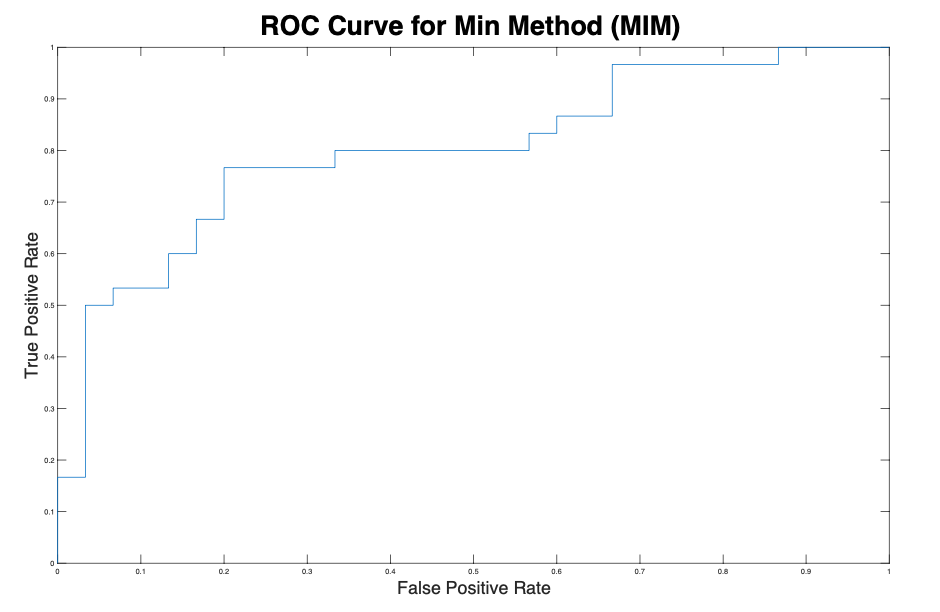 ROC Curve for Min Method (MIM)
1
0.9
0.8
0.7
0.6
0.5
0.4
0.3
0.2
0.1
0
True Positive Rate
0 0.1 0.2 0.3 0.4 0.5 0.6 0.7 0.8 0.9 1
False Positive Rate